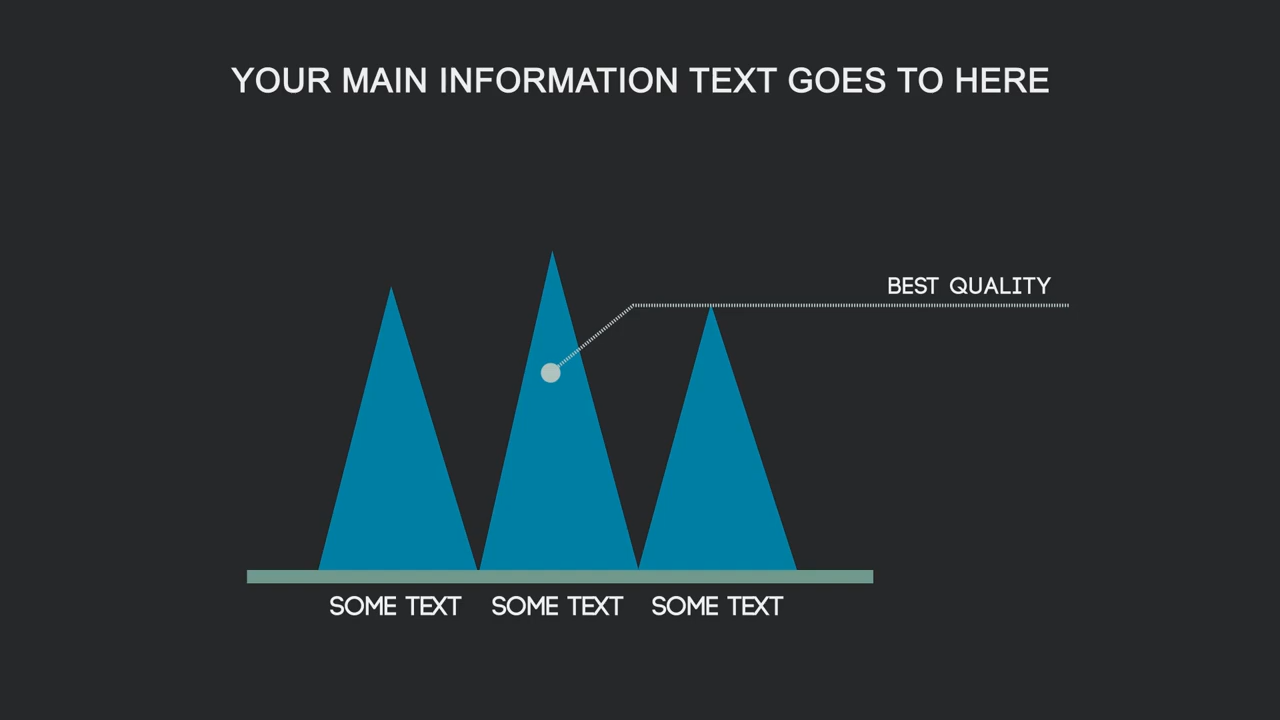 YOUR MAIN INFORMATION TEXT GOES TO HERE
BEST QUALITY
SOME TEXT SOME TEXT SOME TEXT